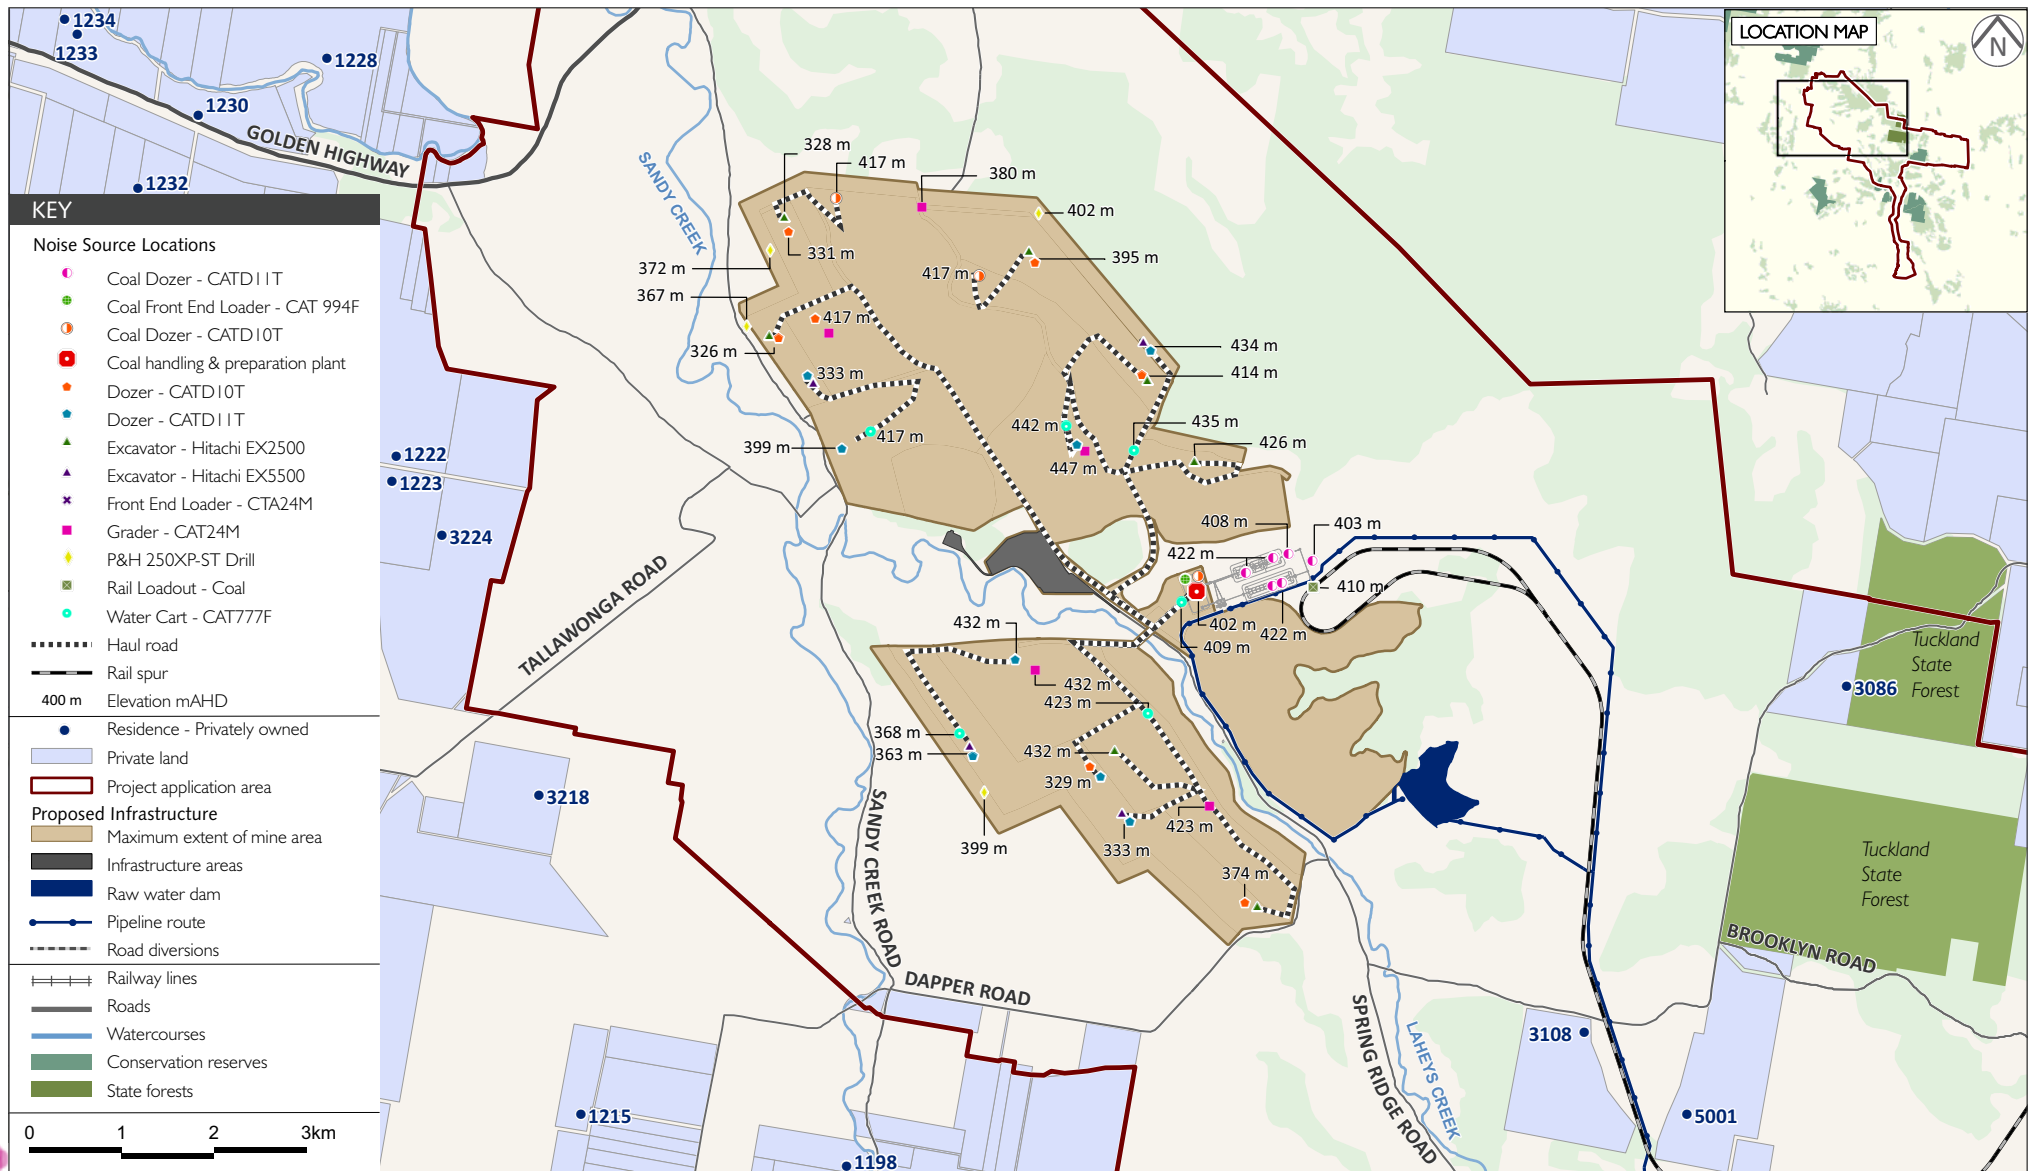 1234
1233
1228
1230
GOLDEN HIGHWAY
1232
LOCATION MAP
N
KEY
Noise Source Locations
Coal Dozer - CATD11T
Coal Front End Loader - CAT 994F
Coal Dozer - CATD10T
Coal handling & preparation plant
Dozer - CATD10T
Dozer - CATD11T
Excavator - Hitachi EX2500
Excavator - Hitachi EX5500
Front End Loader - CTA24M
Grader - CAT24M
P&H 250XP-ST Drill
Rail Loadout - Coal
Water Cart - CAT777F
Haul road
Rail spur
400 m Elevation mAHD
Residence - Privately owned
Private land
Project application area
Proposed Infrastructure
Maximum extent of mine area
Infrastructure areas
Raw water dam
Pipeline route
Road diversions
Railway lines
Roads
Watercourses
Conservation reserves
State forests
0 1 2 3km
SANDY CREEK
328 m
417 m
380 m
402 m
331 m
372 m
395 m
417 m
367 m
417 m
326 m
434 m
333 m
414 m
435 m
442 m
417 m
426 m
399 m
447 m
1222
1223
3224
408 m
403 m
422 m
410 m
402 m
422 m
409 m
TALLAWONGA ROAD
432 m
432 m
423 m
368 m
363 m
432 m
329 m
399 m
333 m
423 m
374 m
3218
SANDY CREEK ROAD
DAPPER ROAD
Tuckland
State
Forest
3086
Tuckland
State
Forest
BROOKLYN ROAD
SPRING RIDGE ROAD
LAHEYS CREEK
3108
5001
1215
1198